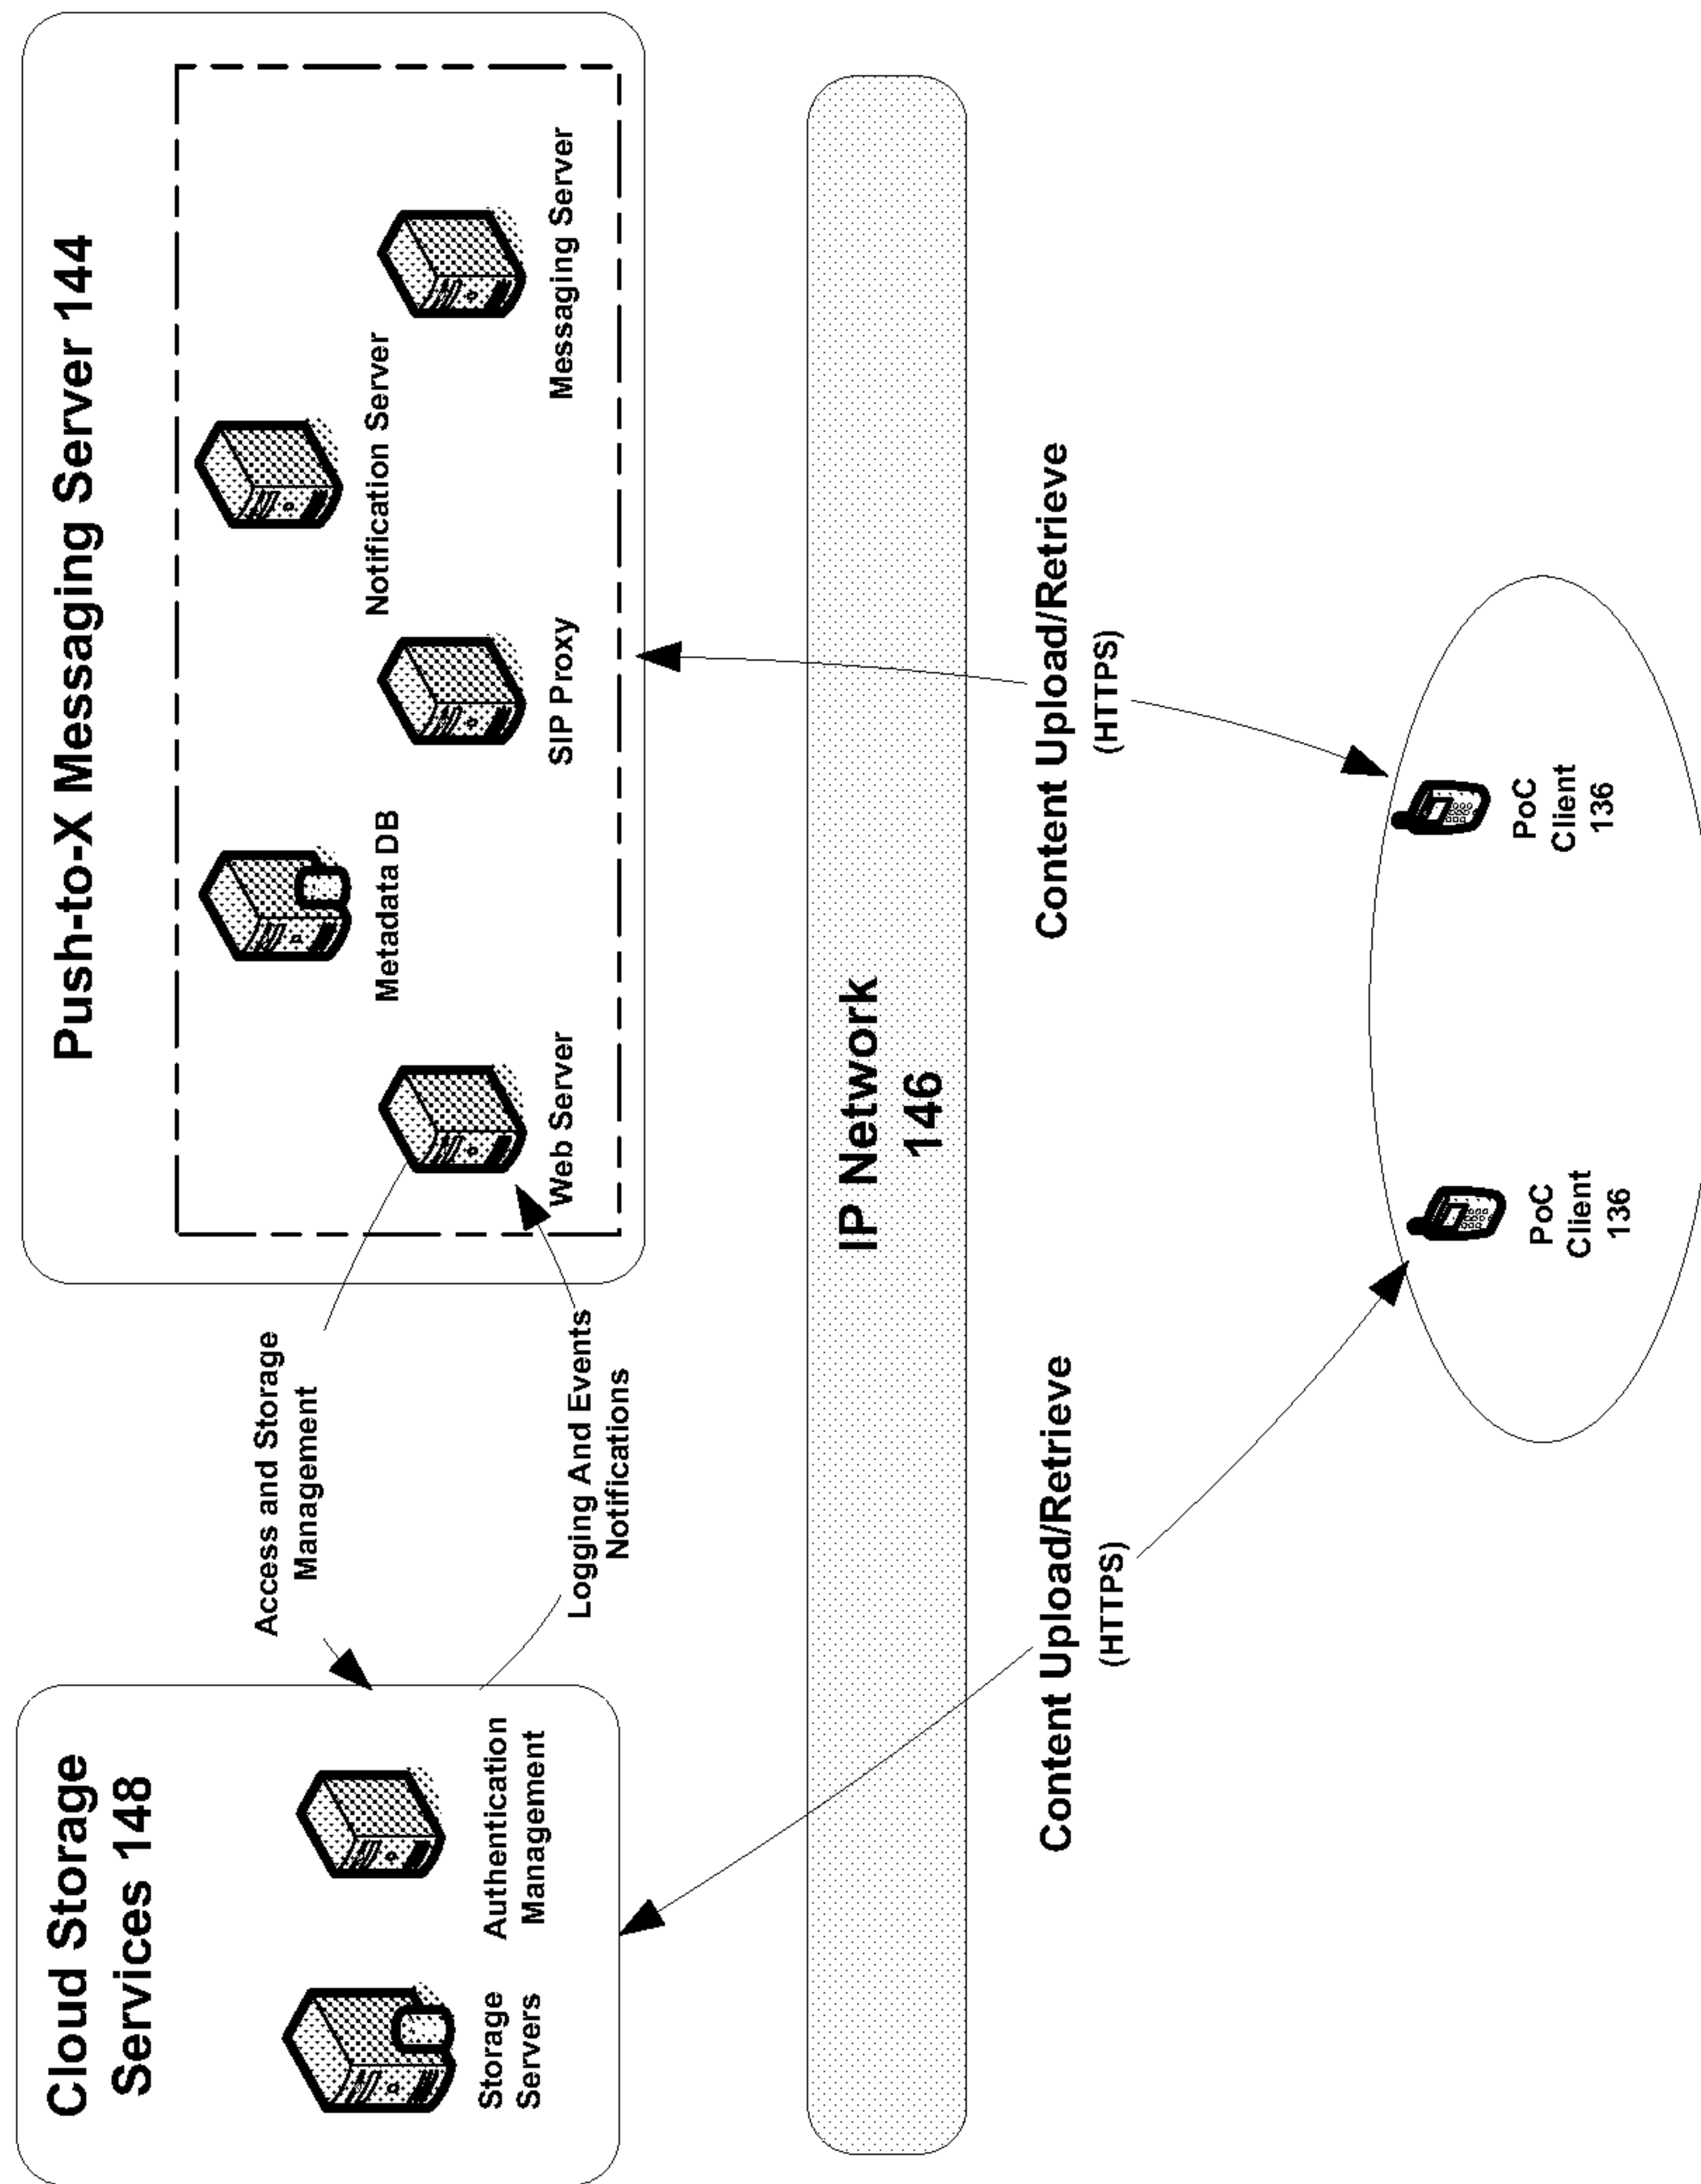 Cloud Storage
Services 148
Storage
Servers
Authentication
Management
Access and Storage
Management
Logging And Events
Notifications
Push-to-X Messaging Server 144
Web Server
Metadata DB
SIP Proxy
Notification Server
Messaging Server
IP Network
146
Content Upload/Retrieve
(HTTPS)
Content Upload/Retrieve
(HTTPS)
PoC
Client
136
PoC
Client
136